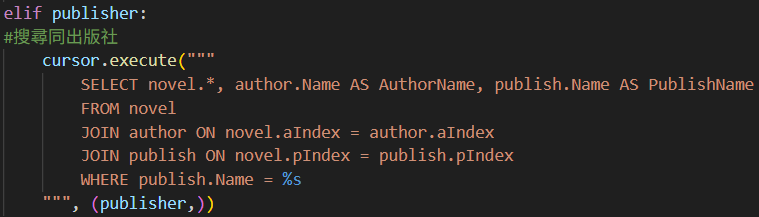 elif publisher:
#搜尋同出版社
    cursor.execute("""
        SELECT novel.*, author.Name AS AuthorName, publish.Name AS PublishName
        FROM novel
        JOIN author ON novel.aIndex = author.aIndex
        JOIN publish ON novel.pIndex = publish.pIndex
        WHERE publish.Name = %s
    """, (publisher,))